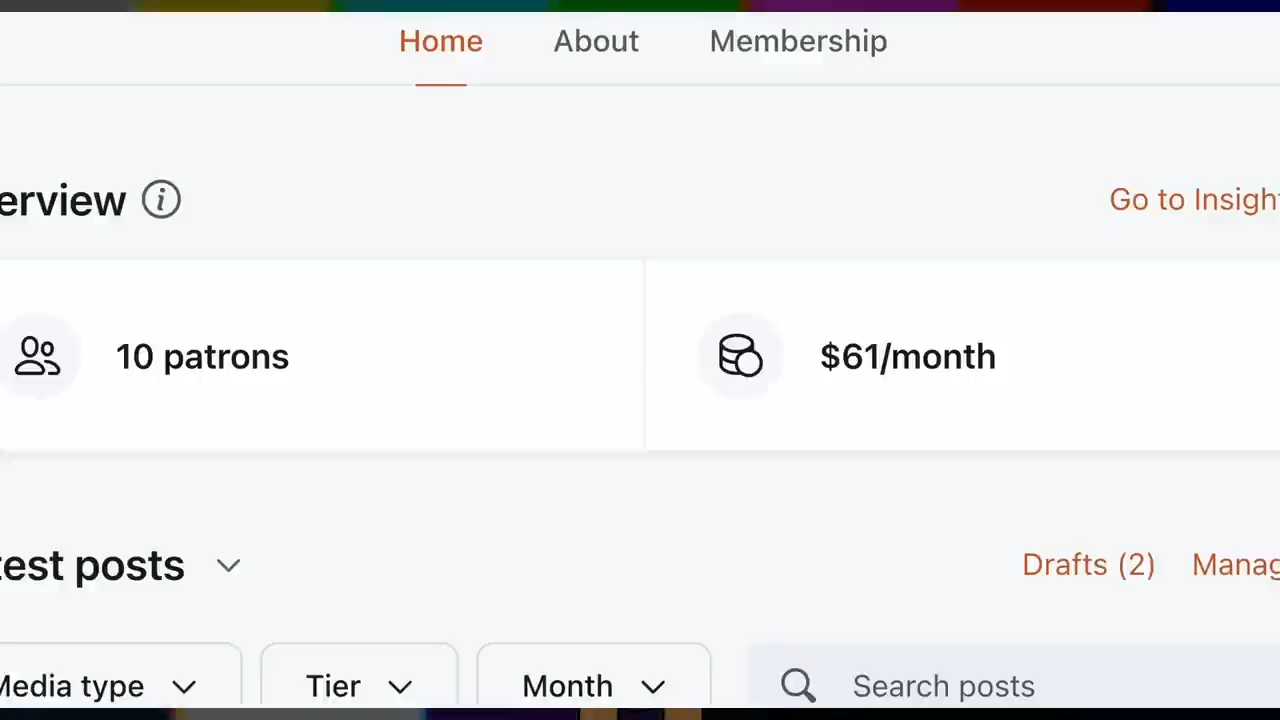 Home About Membership
erview
Go to Insight
10 patrons
$61/month
test posts
Drafts (2) Manag
Media type Tier Month Search posts